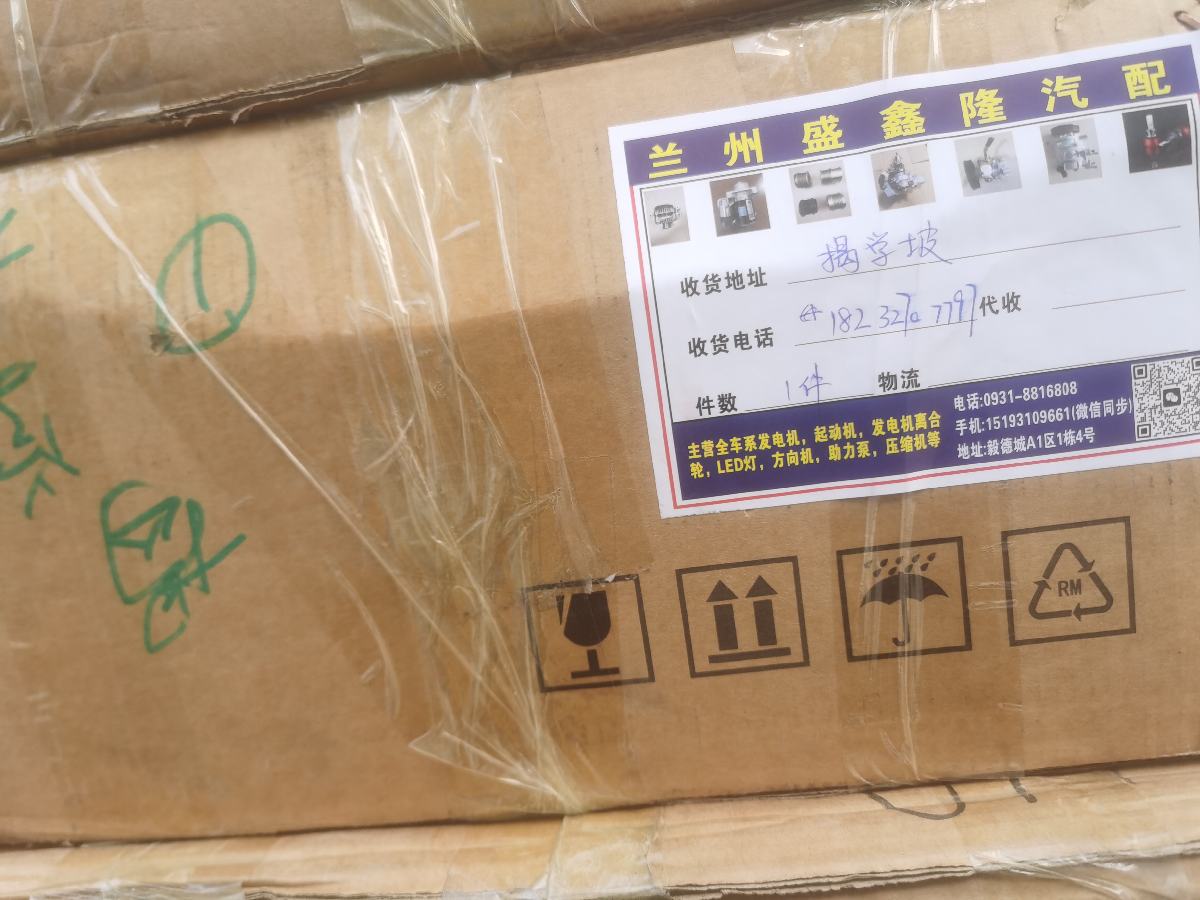 兰州盛鑫隆汽配
收货地址 揭学坡
收货电话 代收
件数 1件 物流
主营全车系发电机，起动机，发电机离合
轮，LED灯，方向机，助力泵，压缩机等
电话:0931-8816808
手机:15193109661(微信同步)
地址:毅德城A1区1栋4号
RM